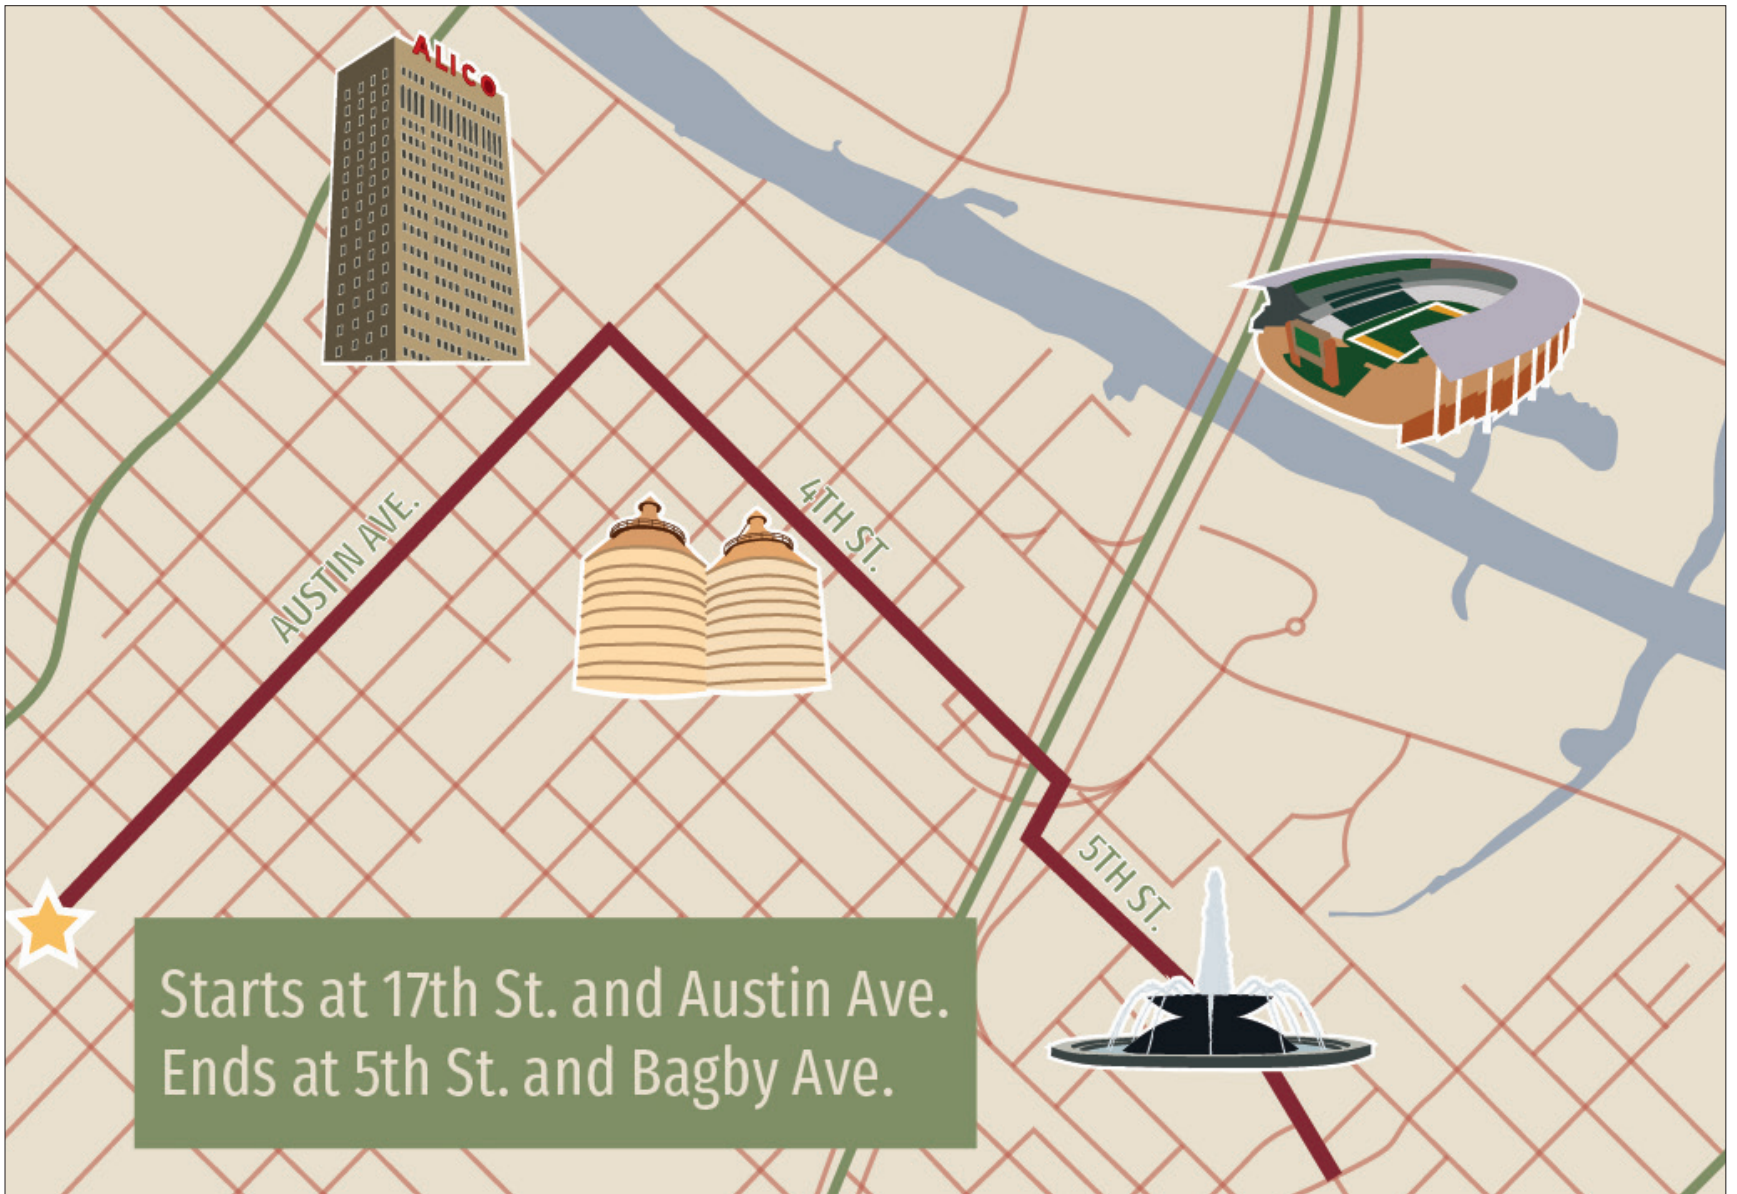 ALICO
AUSTIN AVE.
4TH ST.
5TH ST.
Starts at 17th St. and Austin Ave.
Ends at 5th St. and Bagby Ave.